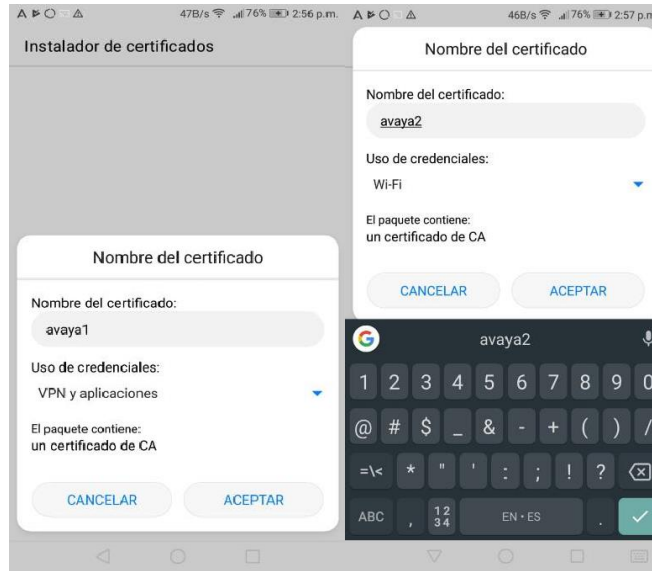 47B/s 76% 2:56 p.m.
Instalador de certificados
Nombre del certificado
Nombre del certificado:
avaya1
Uso de credenciales:
VPN y aplicaciones
El paquete contiene:
un certificado de CA
CANCELAR ACEPTAR
46B/s 76% 2:57 p.m
Nombre del certificado
Nombre del certificado:
avaya2
Uso de credenciales:
Wi-Fi
El paquete contiene:
un certificado de CA
CANCELAR ACEPTAR
G avaya2
1 2 3 4 5 6 7 8 9 0
@ # $ _ & - + ( ) /
=\< * " ' : ; ! ?
ABC , 12 34 EN • ES .